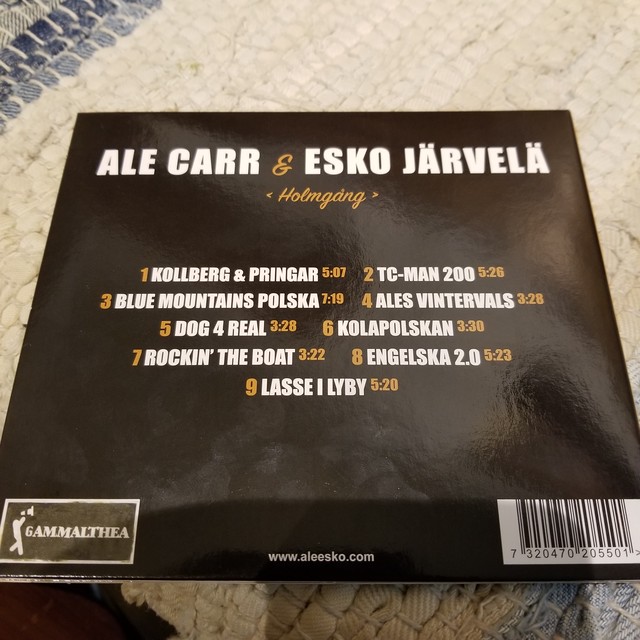 ALE CARR & ESKO JÄRVELÄ
< Holmgång >
1 KOLLBERG & PRINGAR 5:07 2 TC-MAN 200 5:26
3 BLUE MOUNTAINS POLSKA 7:19 4 ALES VINTERVALS 3:28
5 DOG 4 REAL 3:28 6 KOLAPOLSKAN 3:30
7 ROCKIN' THE BOAT 3:22 8 ENGELSKA 2.0 5:23
9 LASSE I LYBY 5:20
GAMMALTHEA
www.aleesko.com
7 320470 205501 >